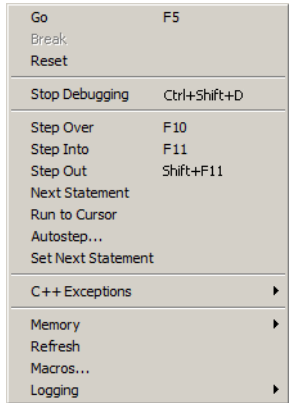 Go F5
Break
Reset
Stop Debugging Ctrl+Shift+D
Step Over F10
Step Into F11
Step Out Shift+F11
Next Statement
Run to Cursor
Autostep...
Set Next Statement
C++ Exceptions
Memory
Refresh
Macros...
Logging